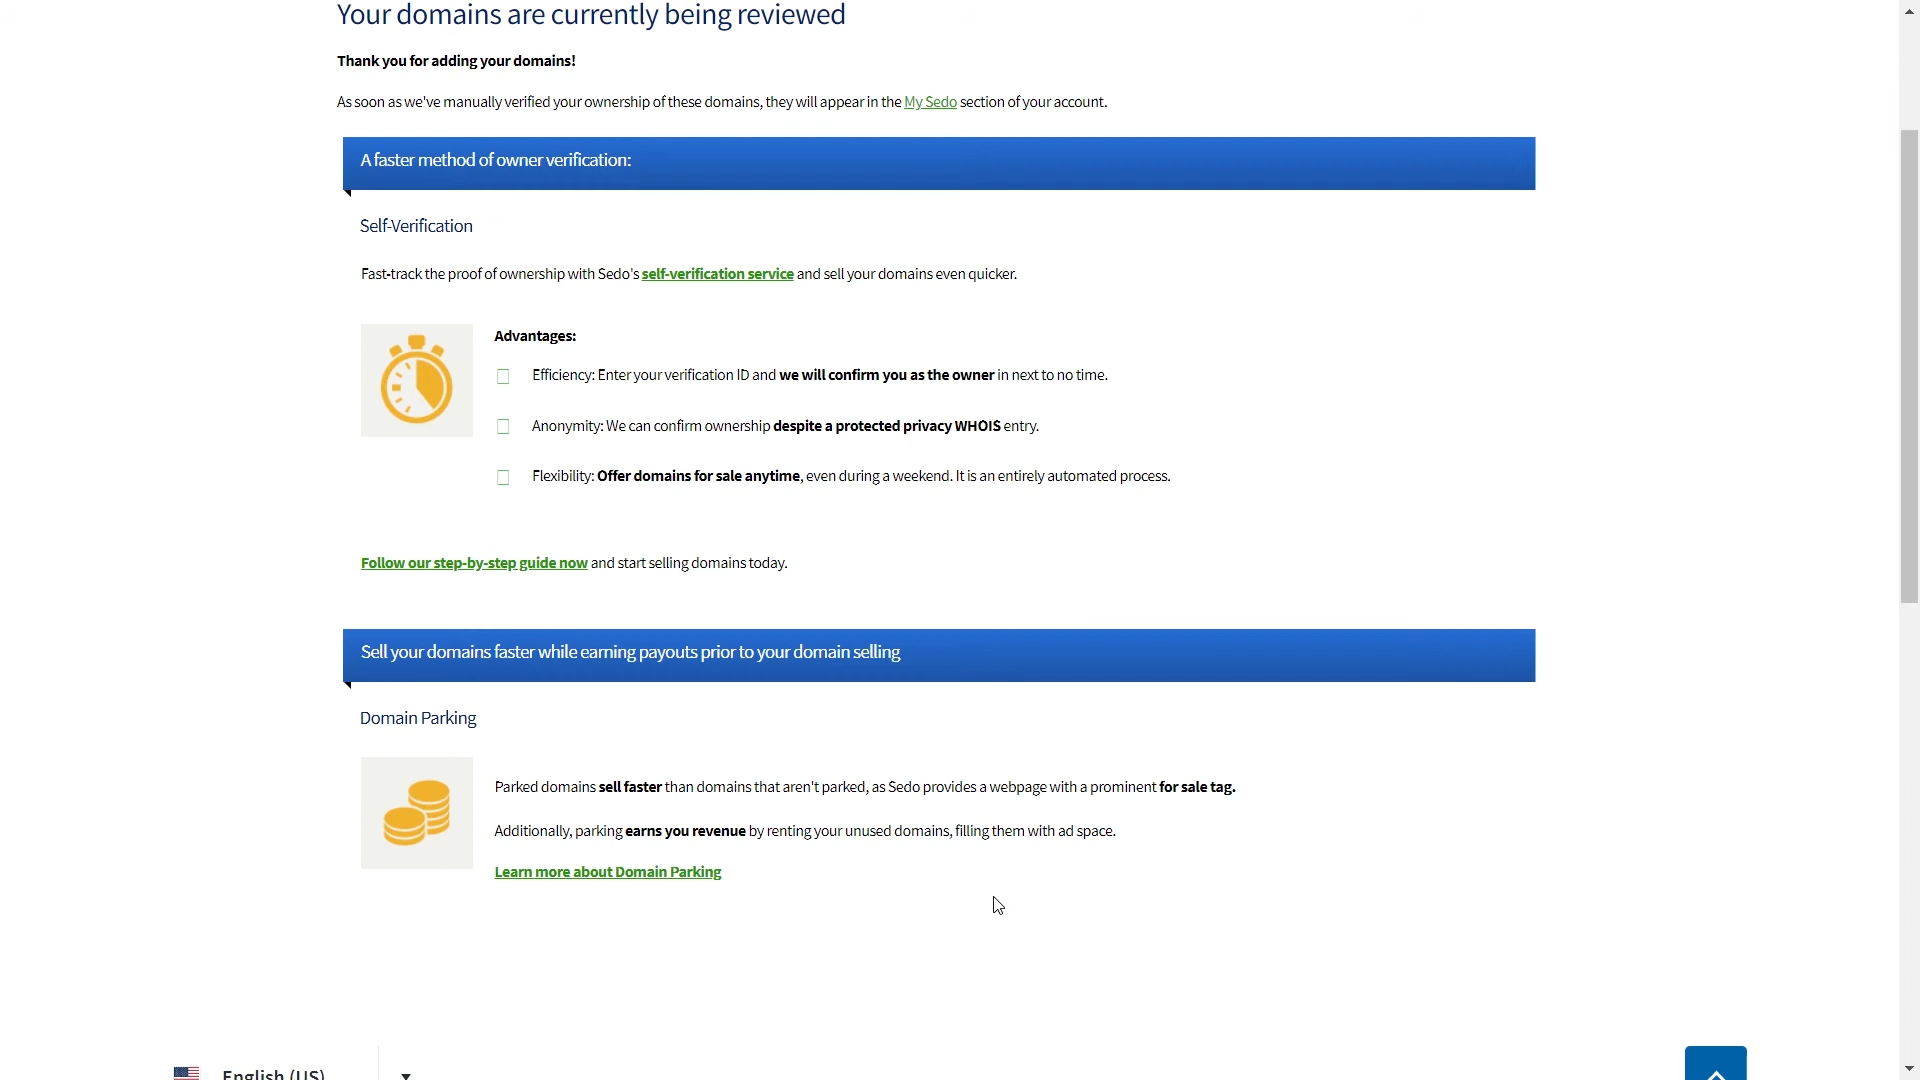 Your domains are currently being reviewed
Thank you for adding your domains!
As soon as we've manually verified your ownership of these domains, they will appear in the My Sedo section of your account.
A faster method of owner verification:
Self-Verification
Fast-track the proof of ownership with Sedo's self-verification service and sell your domains even quicker.
Advantages:
Efficiency: Enter your verification ID and we will confirm you as the owner in next to no time.
Anonymity: We can confirm ownership despite a protected privacy WHOIS entry.
Flexibility: Offer domains for sale anytime, even during a weekend. It is an entirely automated process.
Follow our step-by-step guide now and start selling domains today.
Sell your domains faster while earning payouts prior to your domain selling
Domain Parking
Parked domains sell faster than domains that aren't parked, as Sedo provides a webpage with a prominent for sale tag.
Additionally, parking earns you revenue by renting your unused domains, filling them with ad space.
Learn more about Domain Parking
English (US)